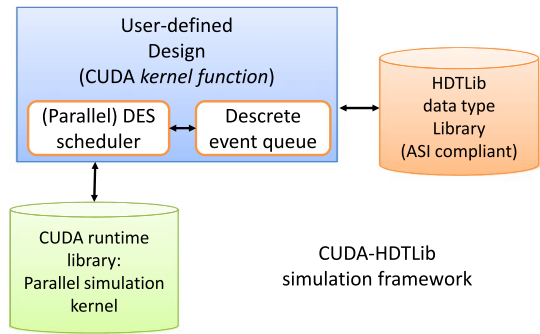 User-defined
Design
(CUDA kernel function)
(Parallel) DES
scheduler
Descrete
event queue
HDTLib
data type
Library
(ASI compliant)
CUDA runtime
library:
Parallel simulation
kernel
CUDA-HDTLib
simulation framework